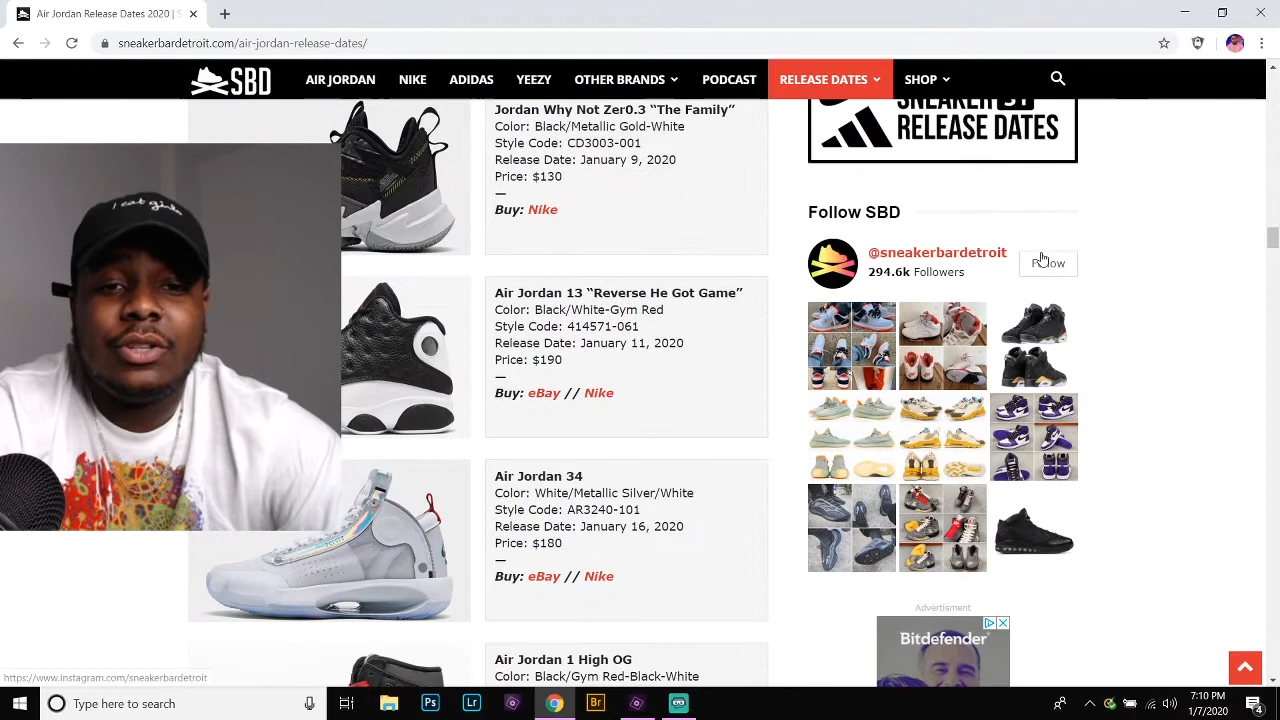 Air Jordan Release Dates 2020 | S
sneakerbardetroit.com/air-jordan-release-dates/
SBD
AIR JORDAN
NIKE
ADIDAS
YEEZY
OTHER BRANDS
PODCAST
RELEASE DATES
SHOP
Jordan Why Not Zer0.3 “The Family”
Color: Black/Metallic Gold-White
Style Code: CD3003-001
Release Date: January 9, 2020
Price: $130
—
Buy: Nike
Air Jordan 13 “Reverse He Got Game”
Color: Black/White-Gym Red
Style Code: 414571-061
Release Date: January 11, 2020
Price: $190
—
Buy: eBay // Nike
Air Jordan 34
Color: White/Metallic Silver/White
Style Code: AR3240-101
Release Date: January 16, 2020
Price: $180
—
Buy: eBay // Nike
Air Jordan 1 High OG
Color: Black/Gym Red-Black-White
SNEAKER
RELEASE DATES
Follow SBD
@sneakerbardetroit
294.6k Followers
Follow
Advertisment
Bitdefender
I eat girls
https://www.instagram.com/sneakerbardetroit
Type here to search
Ps
Lr
Br
7:10 PM
1/7/2020
4